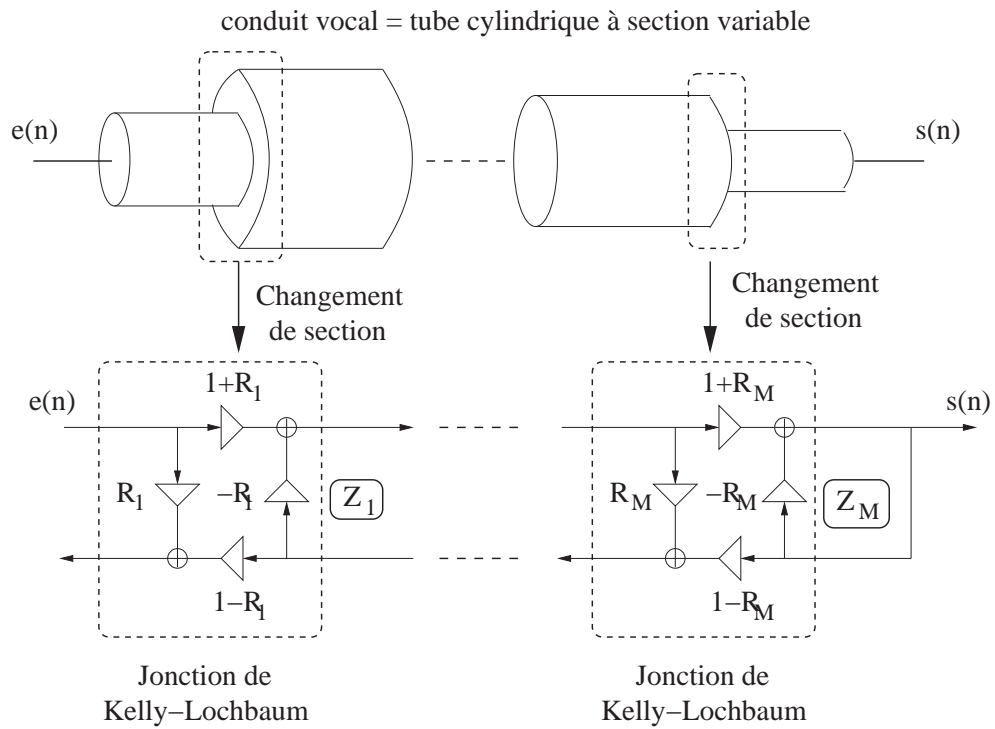 conduit vocal = tube cylindrique à section variable
e(n)
s(n)
Changement
de section
Changement
de section
e(n)
1+R1
1+RM
s(n)
R1
−R1
Z1
RM
−RM
ZM
1−R1
1−RM
Jonction de
Kelly−Lochbaum
Jonction de
Kelly−Lochbaum